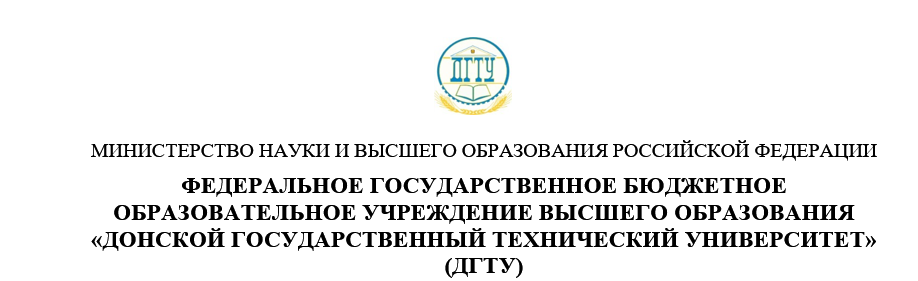 ДГТУ
МИНИСТЕРСТВО НАУКИ И ВЫСШЕГО ОБРАЗОВАНИЯ РОССИЙСКОЙ ФЕДЕРАЦИИ
ФЕДЕРАЛЬНОЕ ГОСУДАРСТВЕННОЕ БЮДЖЕТНОЕ
ОБРАЗОВАТЕЛЬНОЕ УЧРЕЖДЕНИЕ ВЫСШЕГО ОБРАЗОВАНИЯ
«ДОНСКОЙ ГОСУДАРСТВЕННЫЙ ТЕХНИЧЕСКИЙ УНИВЕРСИТЕТ»
(ДГТУ)